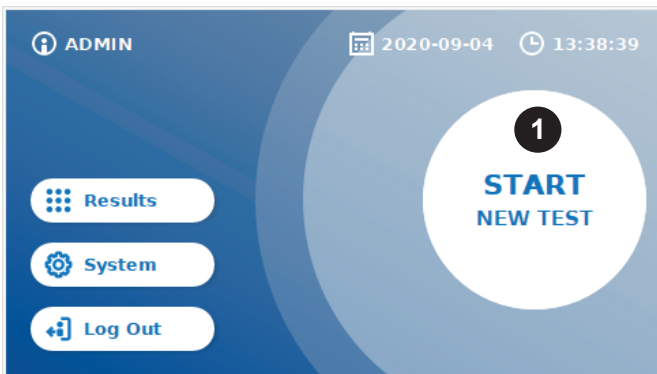 ADMIN 2020-09-04 13:38:39
1
START
NEW TEST
Results
System
Log Out